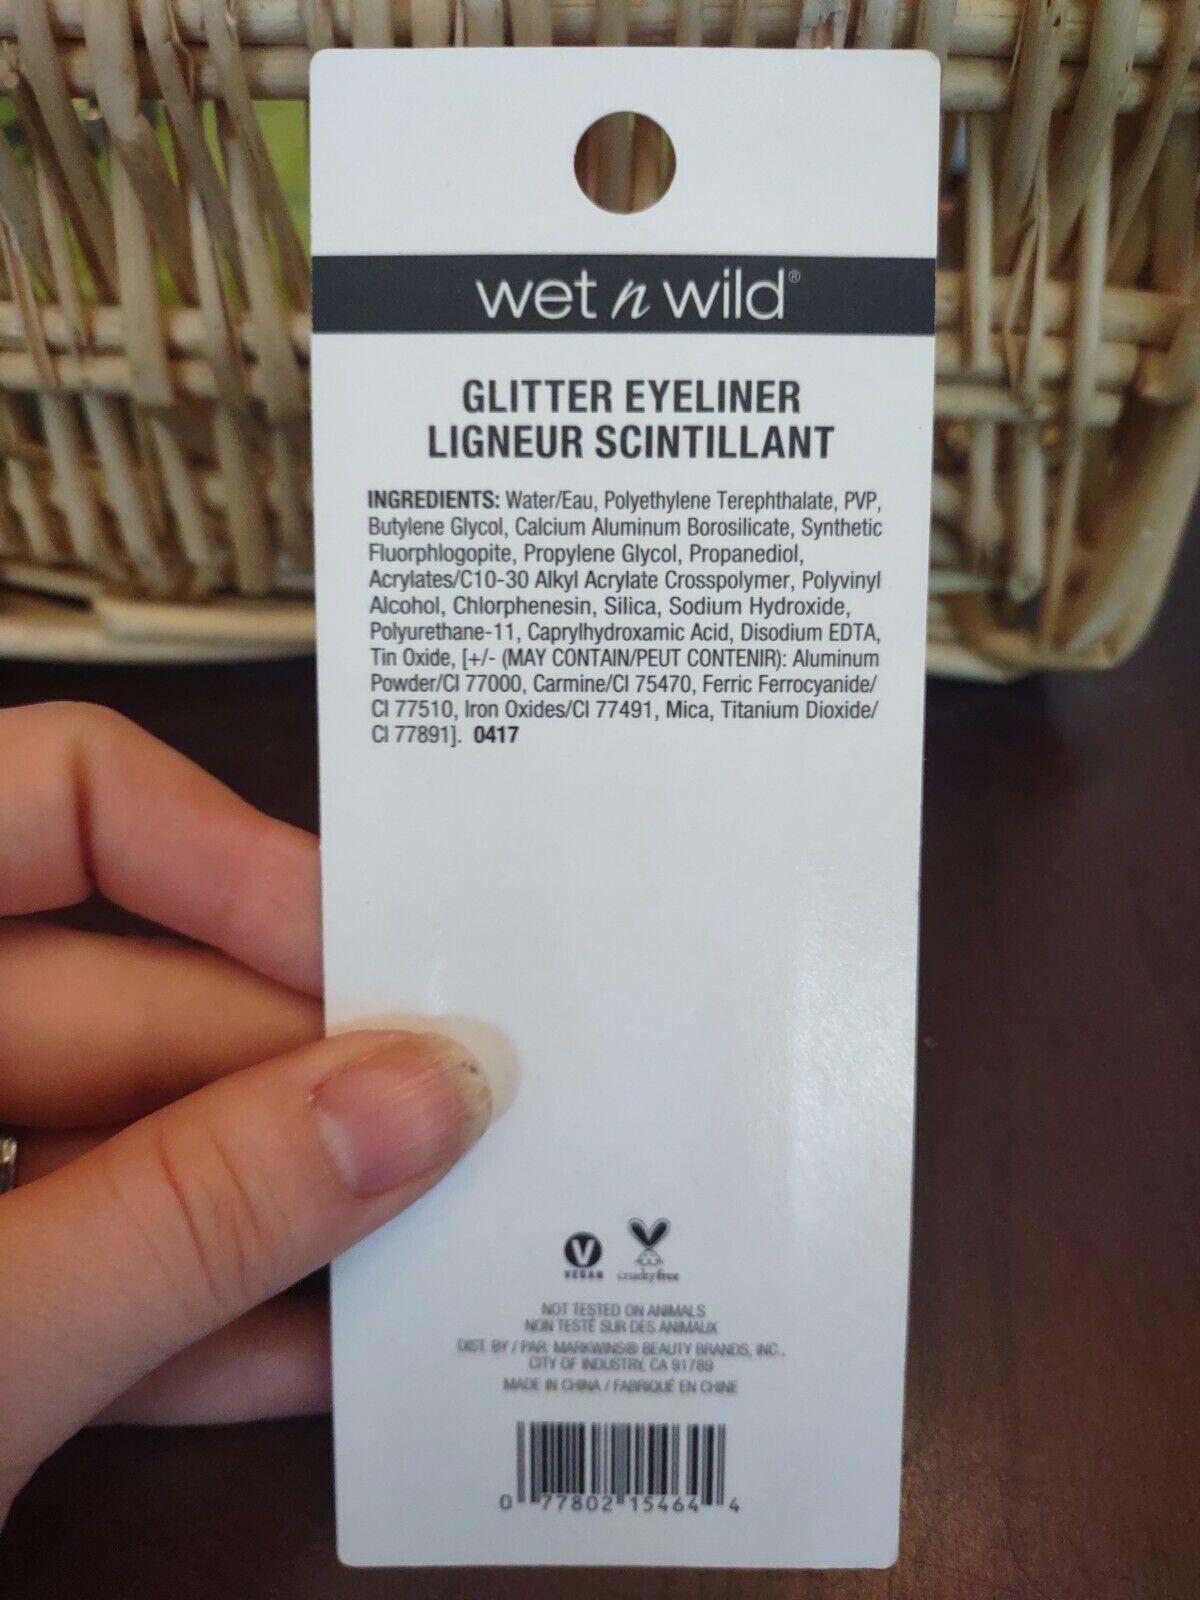 wet n wild®
GLITTER EYELINER
LIGNEUR SCINTILLANT
INGREDIENTS: Water/Eau, Polyethylene Terephthalate, PVP,
Butylene Glycol, Calcium Aluminum Borosilicate, Synthetic
Fluorphlogopite, Propylene Glycol, Propanediol,
Acrylates/C10-30 Alkyl Acrylate Crosspolymer, Polyvinyl
Alcohol, Chlorphenesin, Silica, Sodium Hydroxide,
Polyurethane-11, Caprylhydroxamic Acid, Disodium EDTA,
Tin Oxide, [+/- (MAY CONTAIN/PEUT CONTENIR): Aluminum
Powder/CI 77000, Carmine/CI 75470, Ferric Ferrocyanide/
CI 77510, Iron Oxides/CI 77491, Mica, Titanium Dioxide/
CI 77891]. 0417
V
VEGAN crueltyfree
NOT TESTED ON ANIMALS
NON TESTÉ SUR DES ANIMAUX
DIST. BY / PAR. MARKWINS® BEAUTY BRANDS, INC.,
CITY OF INDUSTRY, CA 91789
MADE IN CHINA / FABRIQUÉ EN CHINE
0 77802 15464 4